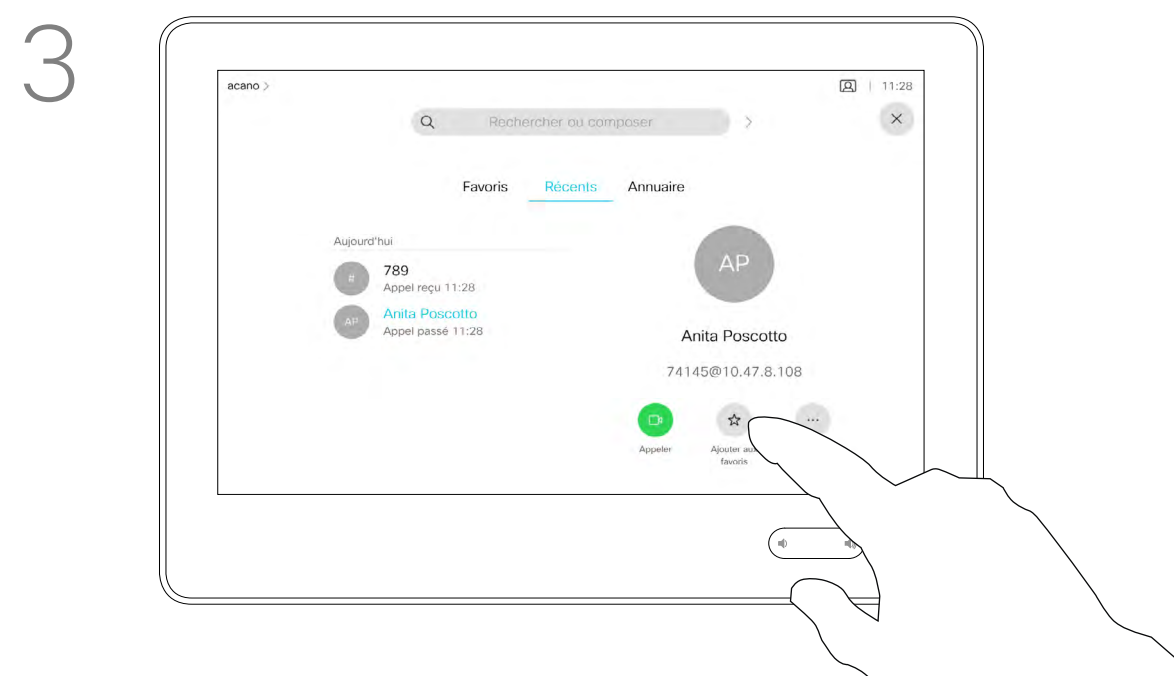 3
acano >
11:28
Rechercher ou composer
Favoris Récents Annuaire
Aujourd'hui
#
789
Appel reçu 11:28
AP
Anita Poscotto
Appel passé 11:28
AP
Anita Poscotto
74145@10.47.8.108
Appeler
Ajouter aux
favoris